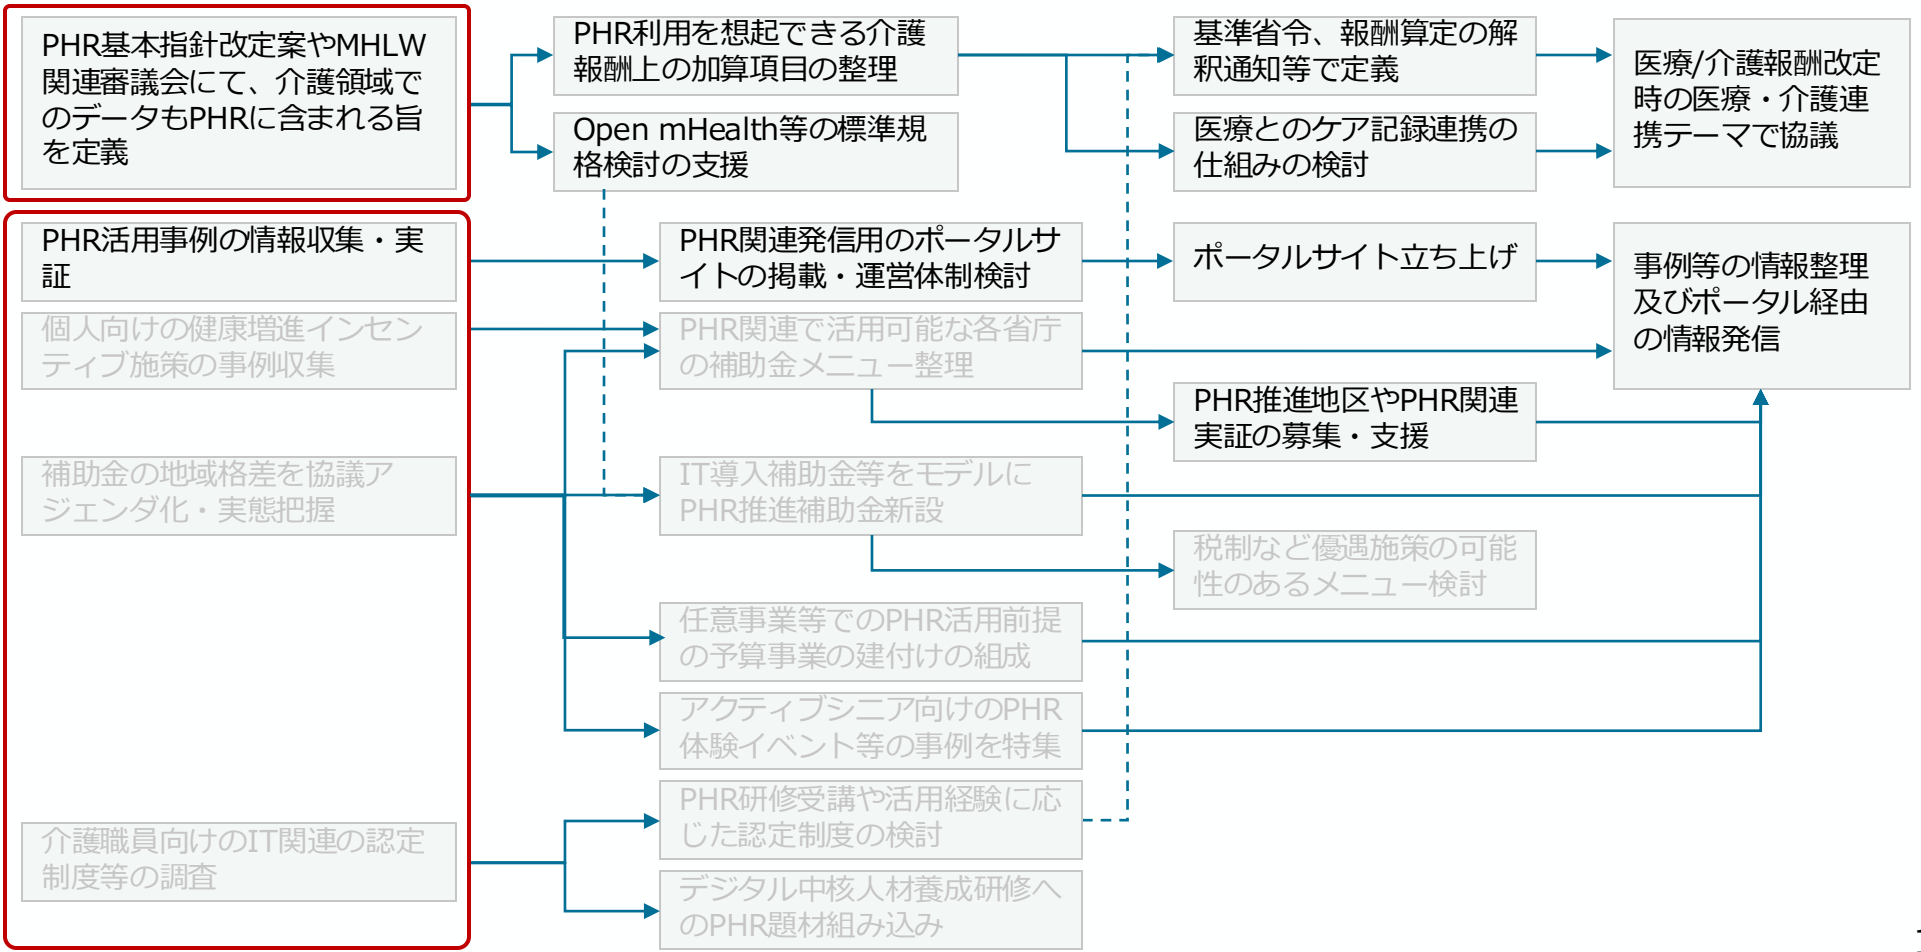 PHR基本指針改定案やMHLW
関連審議会にて、介護領域で
のデータもPHRに含まれる旨
を定義
PHR利用を想起できる介護
報酬上の加算項目の整理
Open mHealth等の標準規
格検討の支援
基準省令、報酬算定の解
釈通知等で定義
医療とのケア記録連携の
仕組みの検討
医療/介護報酬改定
時の医療・介護連
携テーマで協議
PHR活用事例の情報収集・実
証
PHR関連発信用のポータルサ
イトの掲載・運営体制検討
ポータルサイト立ち上げ
事例等の情報整理
及びポータル経由
の情報発信
個人向けの健康増進インセン
ティブ施策の事例収集
PHR関連で活用可能な各省庁
の補助金メニュー整理
PHR推進地区やPHR関連
実証の募集・支援
補助金の地域格差を協議ア
ジェンダ化・実態把握
IT導入補助金等をモデルに
PHR推進補助金新設
税制など優遇施策の可能
性のあるメニュー検討
任意事業等でのPHR活用前提
の予算事業の建付けの組成
アクティブシニア向けのPHR
体験イベント等の事例を特集
PHR研修受講や活用経験に応
じた認定制度の検討
介護職員向けのIT関連の認定
制度等の調査
デジタル中核人材養成研修へ
のPHR題材組み込み